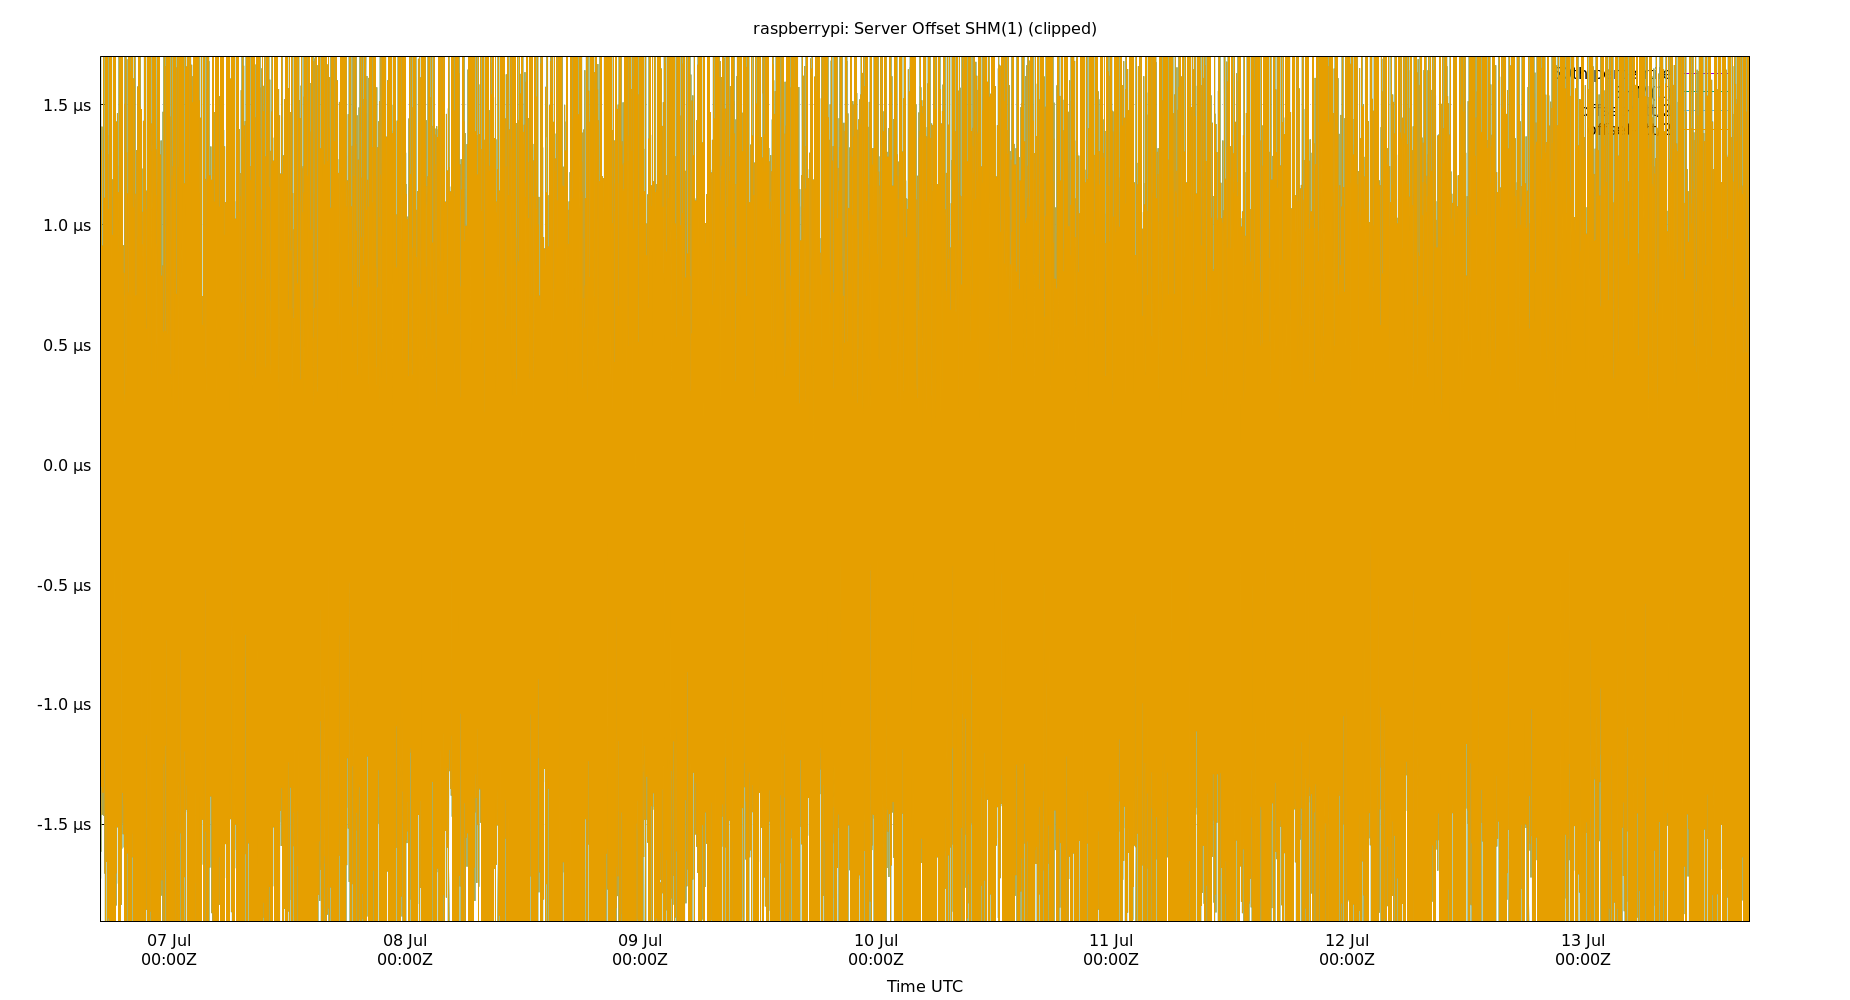 raspberrypi: Server Offset SHM(1) (clipped)
1.5 µs
1.0 µs
0.5 µs
0.0 µs
-0.5 µs
-1.0 µs
-1.5 µs
07 Jul 08 Jul 09 Jul 10 Jul 11 Jul 12 Jul 13 Jul
00:00Z 00:00Z 00:00Z 00:00Z 00:00Z 00:00Z 00:00Z
Time UTC